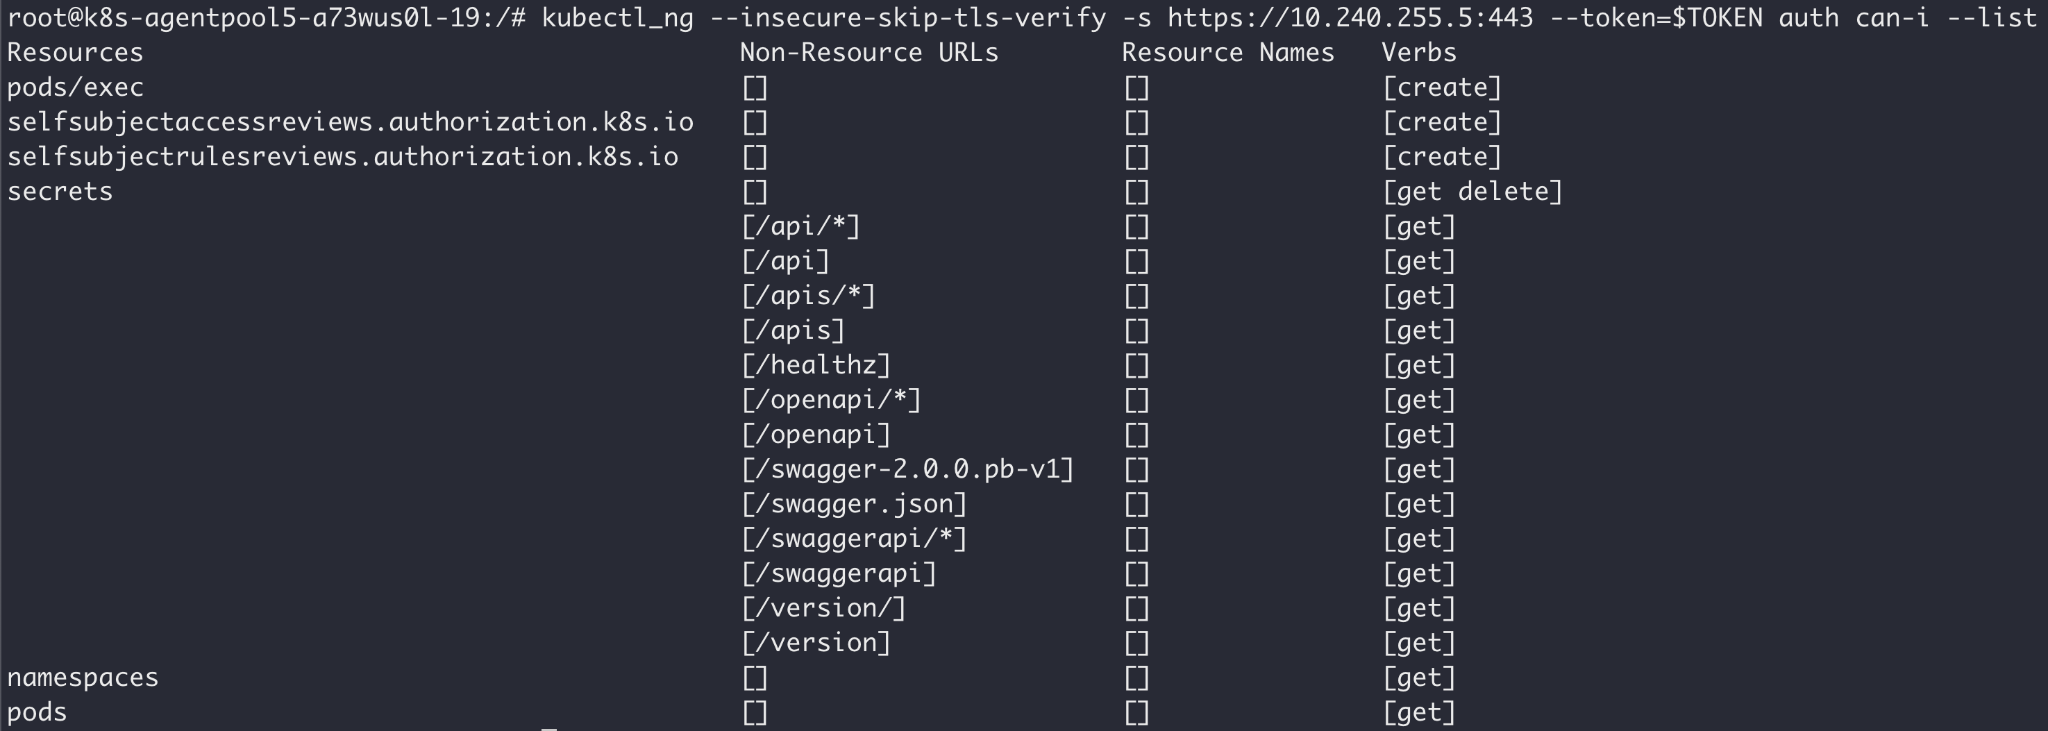 root@k8s-agentpool5-a73wus0l-19:/# kubectl_ng --insecure-skip-tls-verify -s https://10.240.255.5:443 --token=$TOKEN auth can-i --list
Resources Non-Resource URLs Resource Names Verbs
pods/exec [] [] [create]
selfsubjectaccessreviews.authorization.k8s.io [] [] [create]
selfsubjectrulesreviews.authorization.k8s.io [] [] [create]
secrets [] [] [get delete]
[/api/*] [] [get]
[/api] [] [get]
[/apis/*] [] [get]
[/apis] [] [get]
[/healthz] [] [get]
[/openapi/*] [] [get]
[/openapi] [] [get]
[/swagger-2.0.0.pb-v1] [] [get]
[/swagger.json] [] [get]
[/swaggerapi/*] [] [get]
[/swaggerapi] [] [get]
[/version/] [] [get]
[/version] [] [get]
namespaces [] [] [get]
pods [] [] [get]